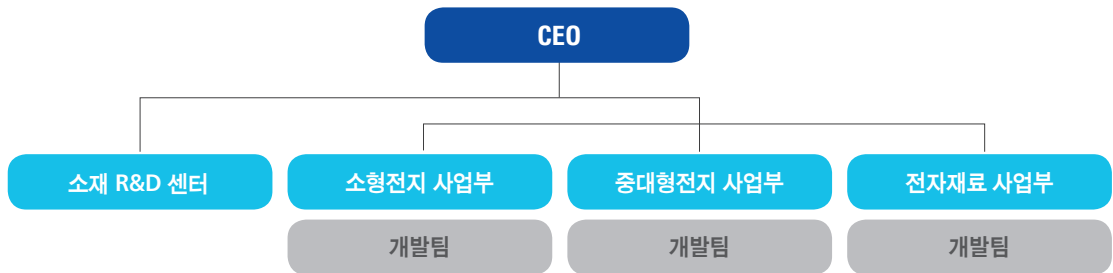 CEO
소재 R&D 센터
소형전지 사업부
중대형전지 사업부
전자재료 사업부
개발팀
개발팀
개발팀